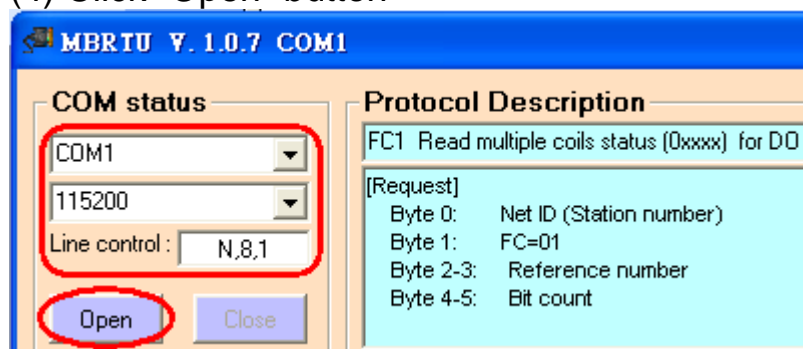 (4) Click "Open" button
MBRTU V. 1.0.7 COM1
COM status
COM1
115200
Line control :
N,8,1
Open
Close
Protocol Description
FC1 Read multiple coils status (0xxxx) for DO
[Request]
Byte 0: Net ID (Station number)
Byte 1: FC=01
Byte 2-3: Reference number
Byte 4-5: Bit count